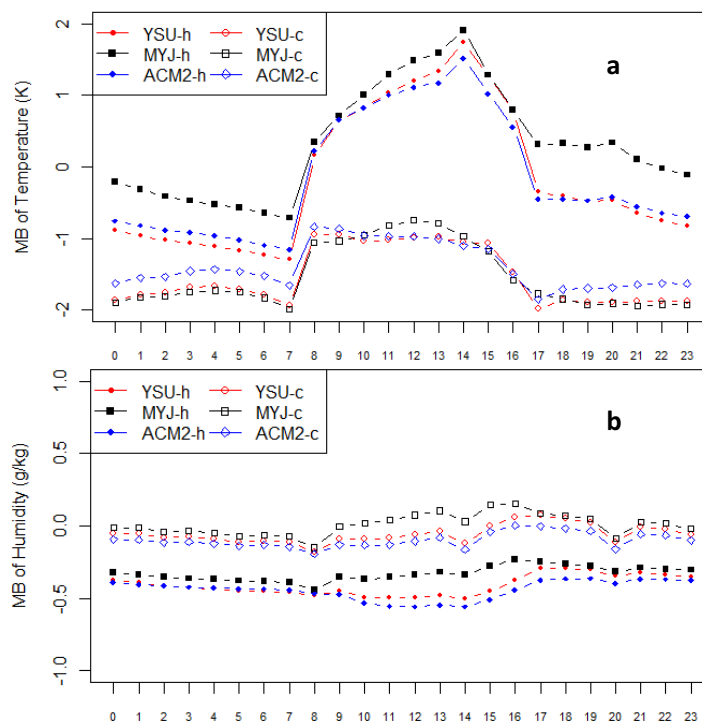 YSU-h YSU-c
MYJ-h MYJ-c
ACM2-h ACM2-c
a
MB of Temperature (K)
2
1
0
-1
-2
0 1 2 3 4 5 6 7 8 9 10 11 12 13 14 15 16 17 18 19 20 21 22 23
YSU-h YSU-c
MYJ-h MYJ-c
ACM2-h ACM2-c
b
MB of Humidity (g/kg)
1.0
0.5
0.0
-0.5
-1.0
0 1 2 3 4 5 6 7 8 9 10 11 12 13 14 15 16 17 18 19 20 21 22 23